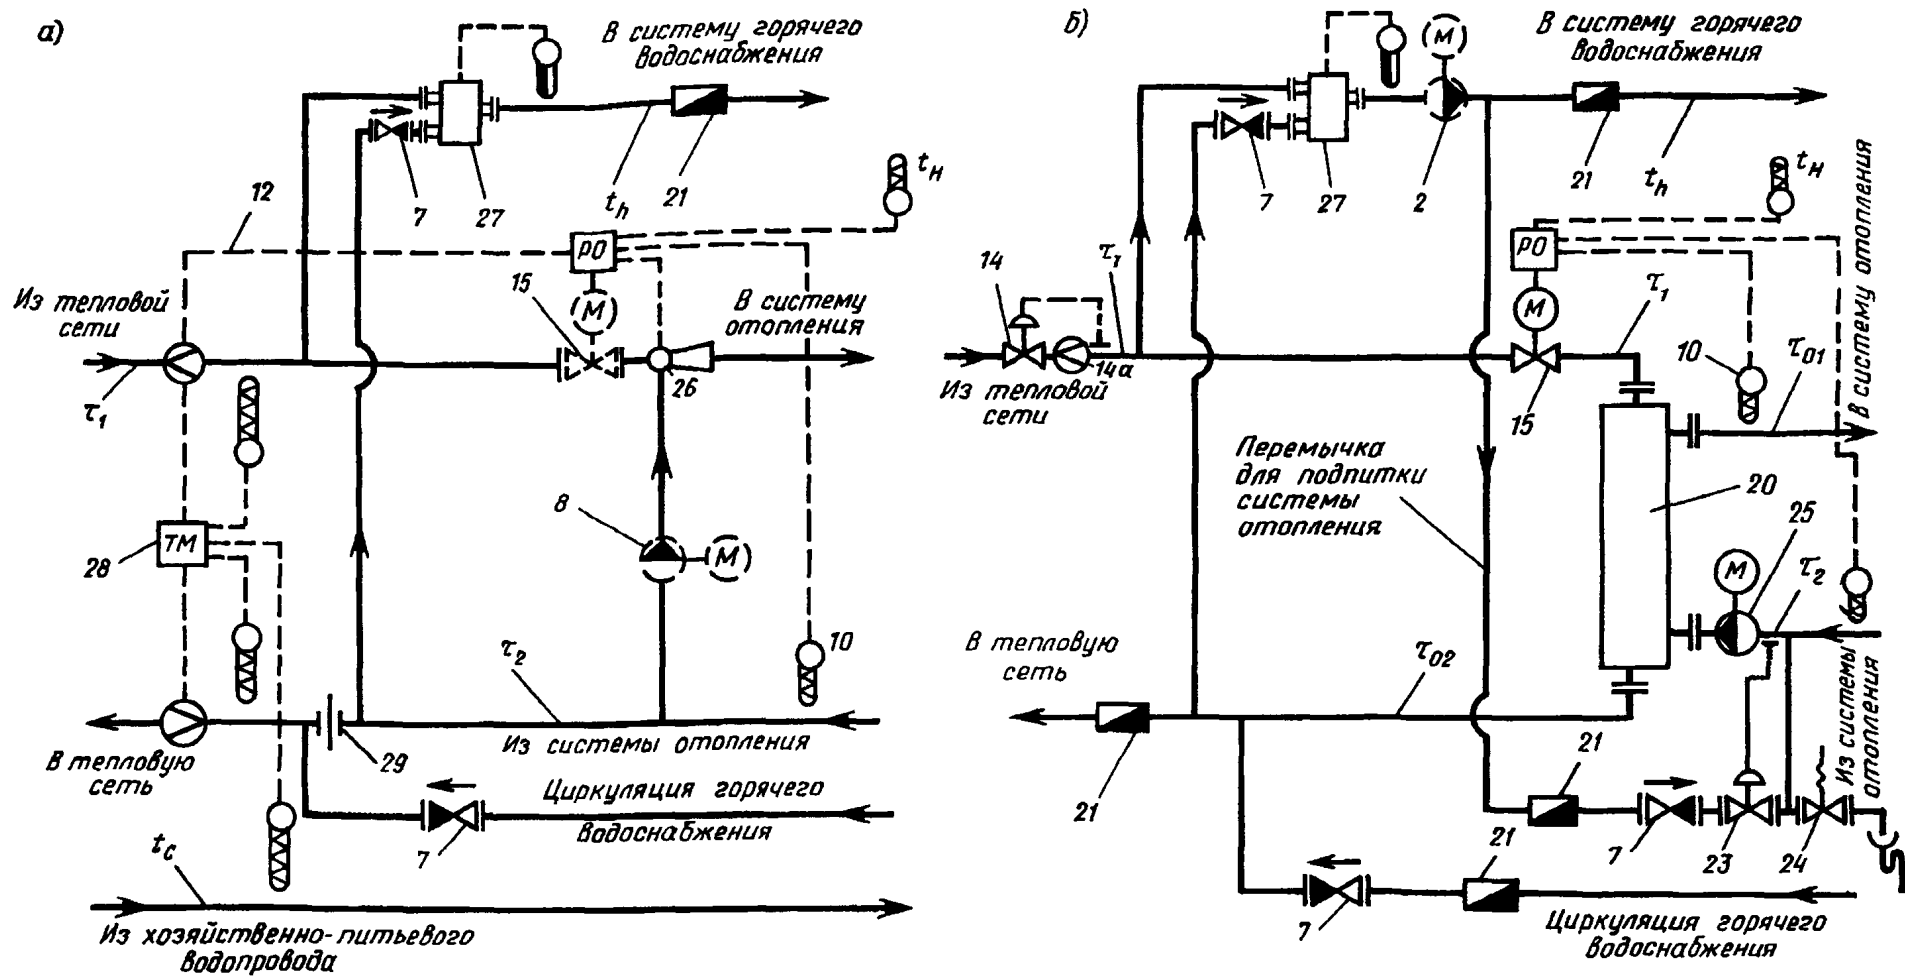 а)
В систему горячего
водоснабжения
7
27
t_h
21
t_н
12
РО
М
15
Из тепловой
сети
τ_1
В систему
отопления
26
8
М
ТМ
28
10
τ_2
В тепловую
сеть
29
Из системы отопления
Циркуляция горячего
водоснабжения
7
t_c
Из хозяйственно-питьевого
водопровода
б)
М
В систему горячего
водоснабжения
7
27
2
21
t_h
t_н
РО
М
14
τ_1
14а
Из тепловой
сети
15
τ_1
10
τ_01
В систему отопления
Перемычка
для подпитки
системы
отопления
20
25
М
τ_2
В тепловую
сеть
τ_02
21
Из системы
отопления
21
7
23
24
21
7
Циркуляция горячего
водоснабжения